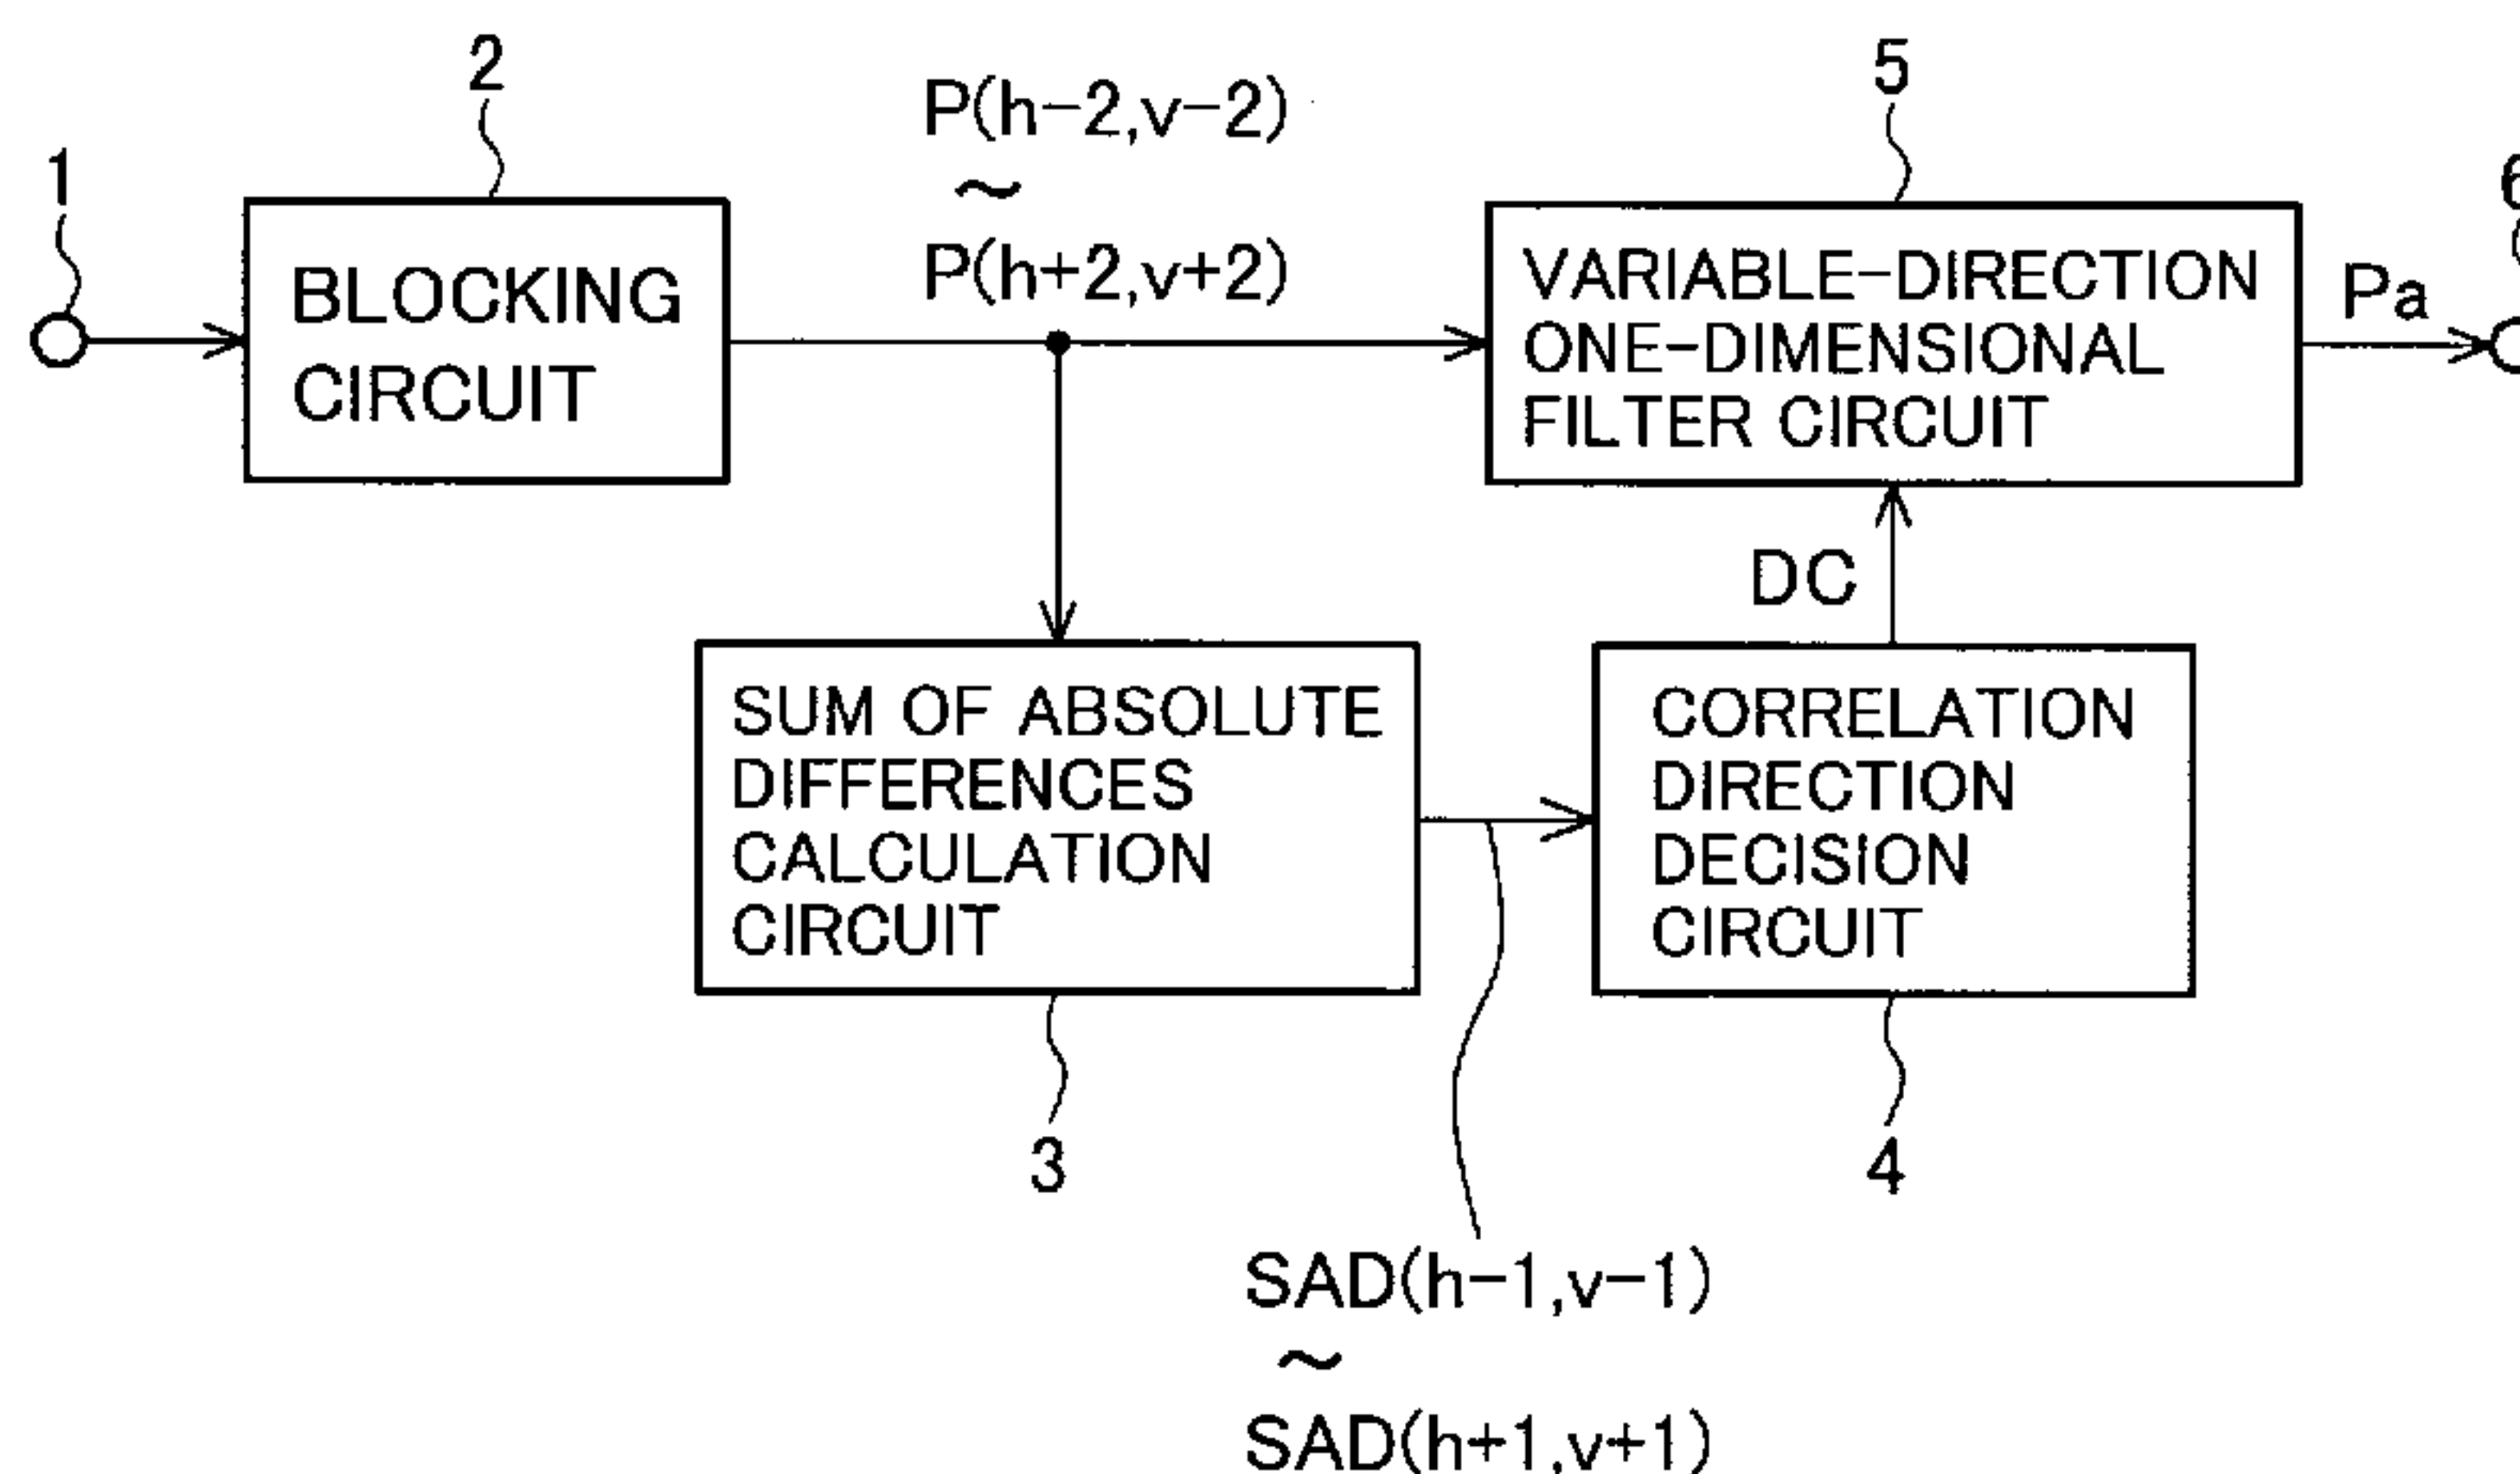 2
P(h-2,v-2)
5
1
~
6
P(h+2,v+2)
BLOCKING
CIRCUIT
VARIABLE-DIRECTION
ONE-DIMENSIONAL
FILTER CIRCUIT
Pa
DC
SUM OF ABSOLUTE
DIFFERENCES
CALCULATION
CIRCUIT
CORRELATION
DIRECTION
DECISION
CIRCUIT
3
4
SAD(h-1,v-1)
~
SAD(h+1,v+1)